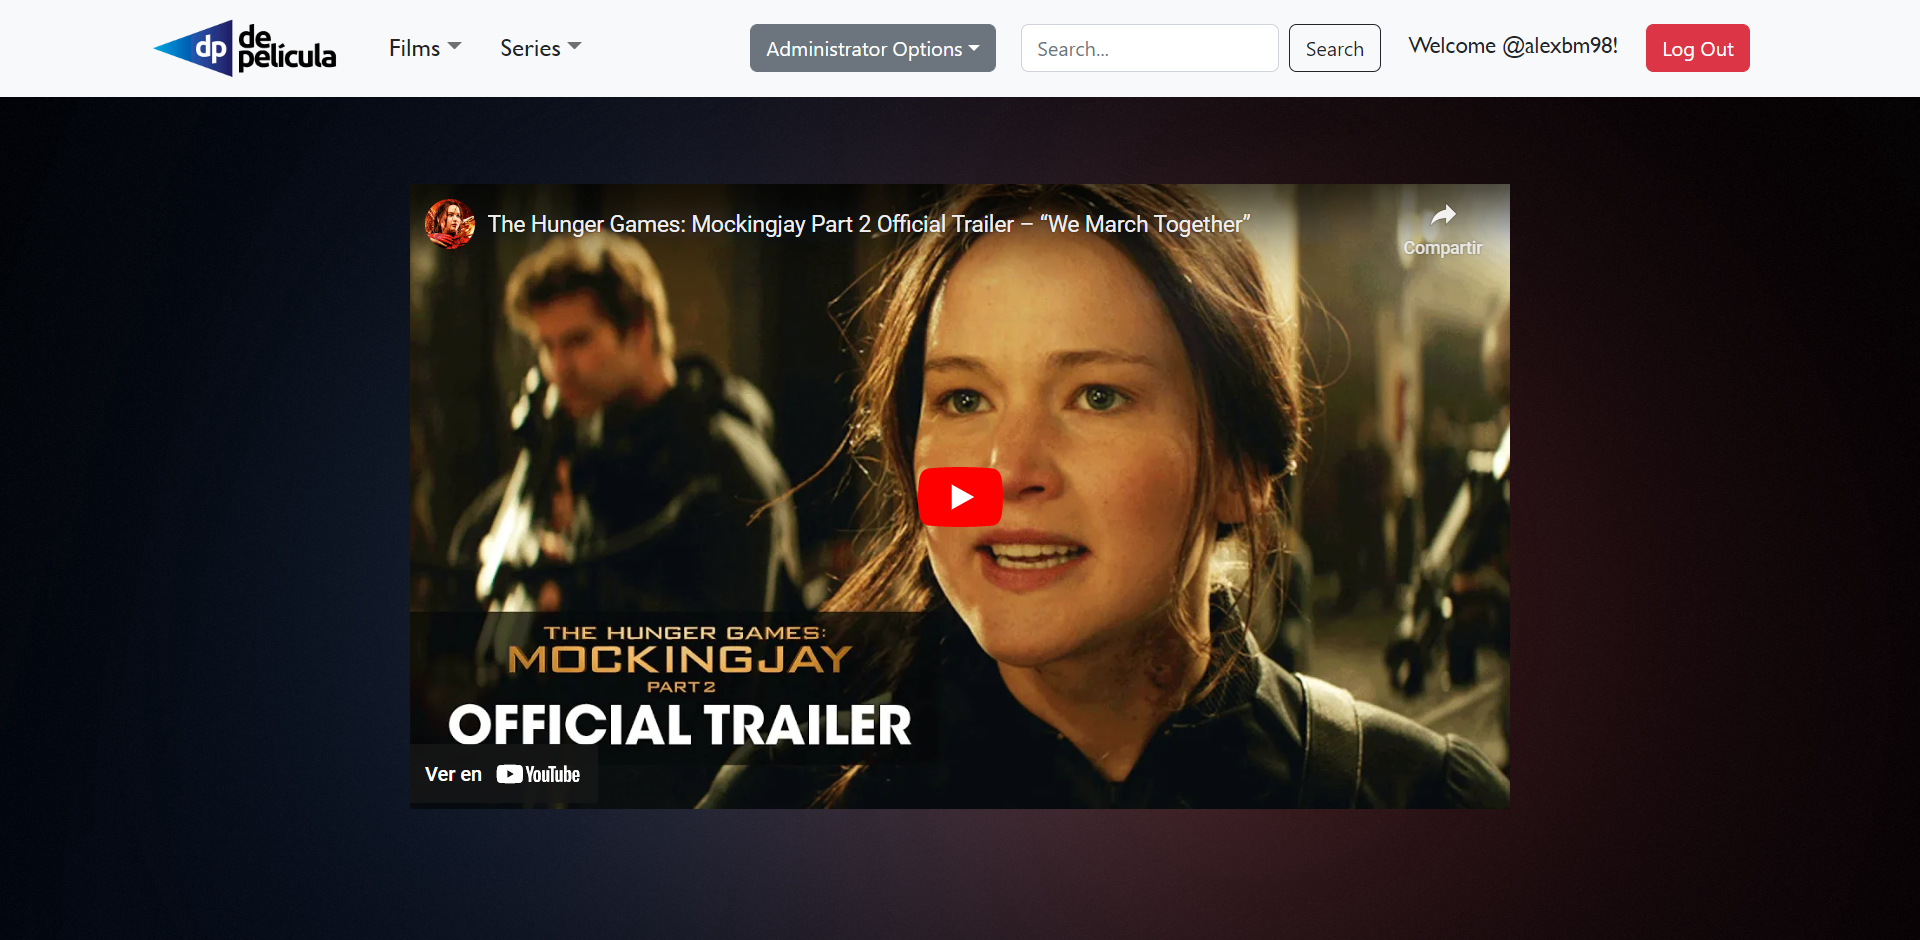 dp de película
Films Series Administrator Options Search... Search Welcome @alexbm98! Log Out
The Hunger Games: Mockingjay Part 2 Official Trailer – “We March Together”
Compartir
THE HUNGER GAMES:
MOCKINGJAY
PART 2
OFFICIAL TRAILER
Ver en YouTube